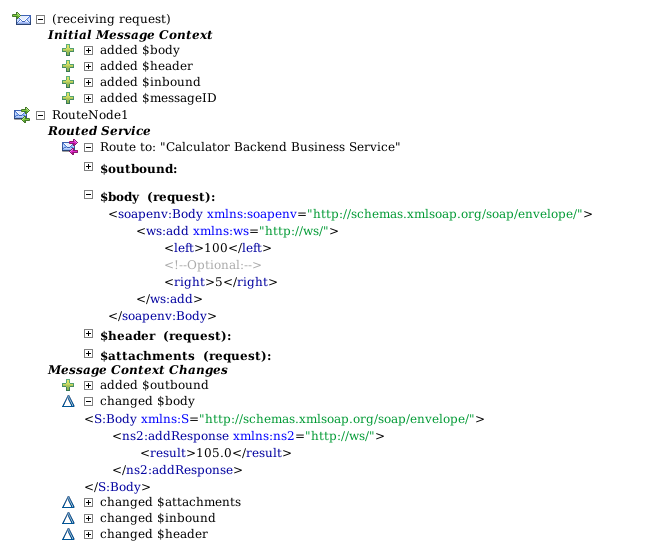 (receiving request)
Initial Message Context
added $body
added $header
added $inbound
added $messageID
RouteNode1
Routed Service
Route to: "Calculator Backend Business Service"
$outbound:
$body (request):
<soapenv:Body xmlns:soapenv="http://schemas.xmlsoap.org/soap/envelope/">
<ws:add xmlns:ws="http://ws/">
<left>100</left>
<!--Optional:-->
<right>5</right>
</ws:add>
</soapenv:Body>
$header (request):
$attachments (request):
Message Context Changes
added $outbound
changed $body
<S:Body xmlns:S="http://schemas.xmlsoap.org/soap/envelope/">
<ns2:addResponse xmlns:ns2="http://ws/">
<result>105.0</result>
</ns2:addResponse>
</S:Body>
changed $attachments
changed $inbound
changed $header